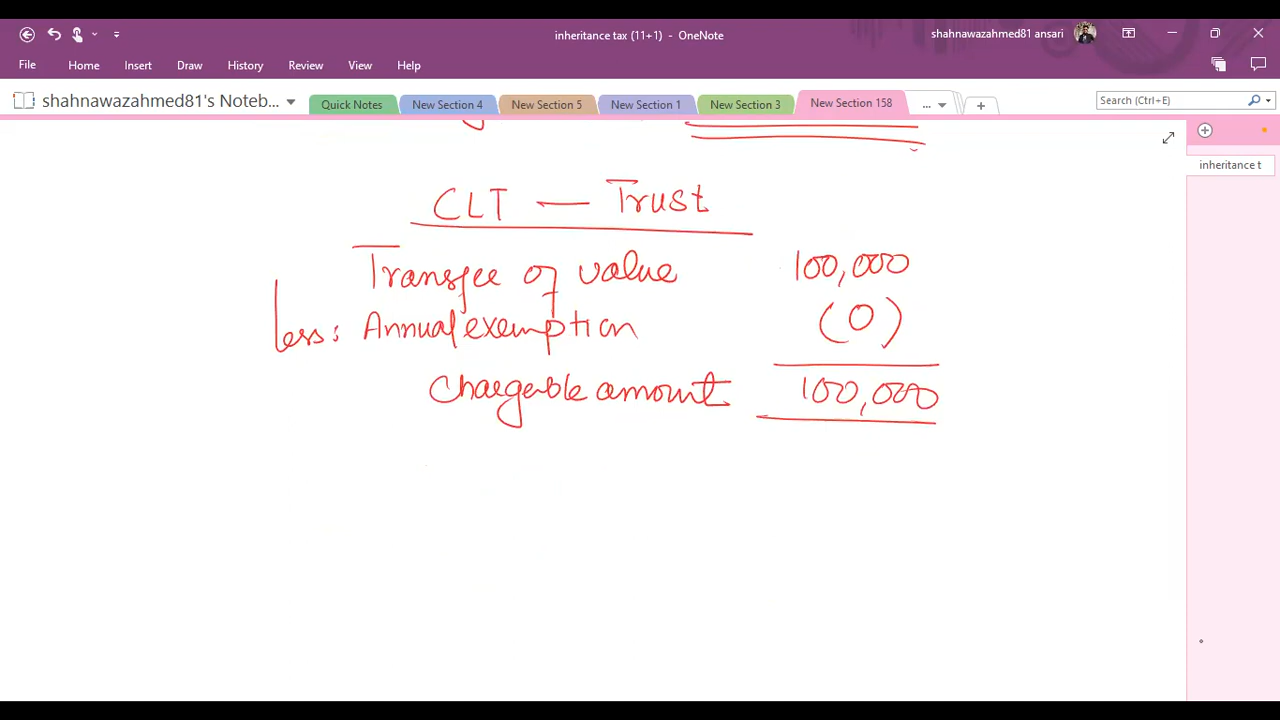 inheritance tax (11+1) - OneNote
shahnawazahmed81 ansari
File Home Insert Draw History Review View Help
shahnawazahmed81's Noteb...
Quick Notes New Section 4 New Section 5 New Section 1 New Section 3 New Section 158 ...
Search (Ctrl+E)
inheritance t
CLT — Trust
Transfer of value 100,000
Less: Annual exemption (0)
Chargeable amount 100,000